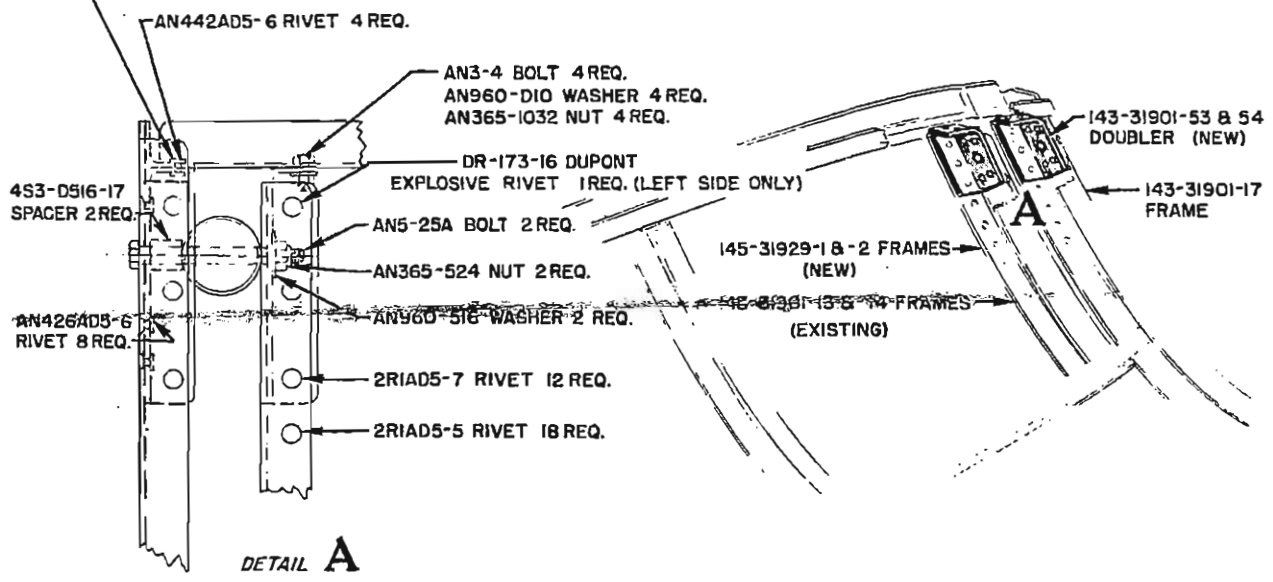 AN442AD5-6 RIVET 4 REQ.
AN3-4 BOLT 4 REQ.
AN960-D10 WASHER 4 REQ.
AN365-1032 NUT 4 REQ.
DR-173-16 DUPONT
EXPLOSIVE RIVET 1 REQ. (LEFT SIDE ONLY)
4S3-D516-17
SPACER 2 REQ.
AN5-25A BOLT 2 REQ.
AN365-524 NUT 2 REQ.
AN960-516 WASHER 2 REQ.
AN426AD5-6
RIVET 8 REQ.
2R1AD5-7 RIVET 12 REQ.
2R1AD5-5 RIVET 18 REQ.
DETAIL A
143-31901-53 & 54
DOUBLER (NEW)
143-31901-17
FRAME
A
145-31929-1 & -2 FRAMES
(NEW)
FRAMES
(EXISTING)